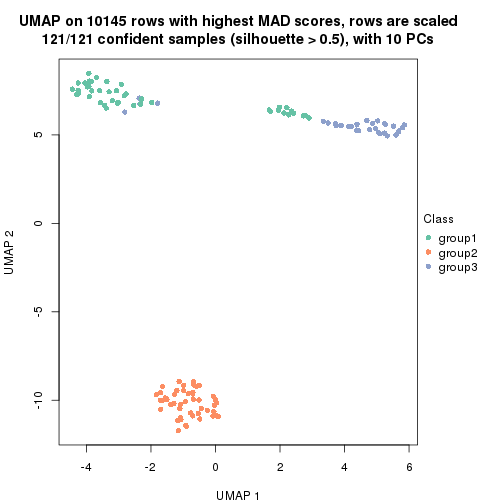 UMAP on 10145 rows with highest MAD scores, rows are scaled
121/121 confident samples (silhouette > 0.5), with 10 PCs
5
0
-5
-10
UMAP 2
-4
-2
0
2
4
6
UMAP 1
Class
group1
group2
group3